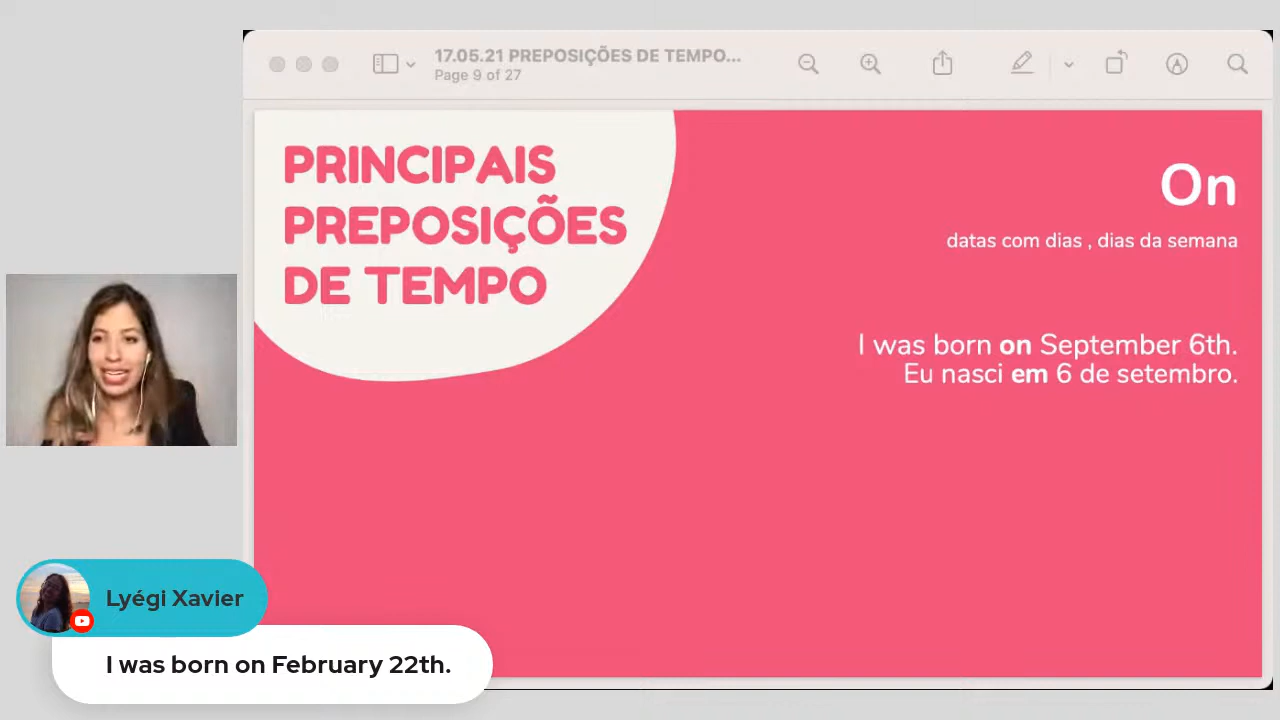 17.05.21 PREPOSIÇÕES DE TEMPO...
Page 9 of 27
PRINCIPAIS
PREPOSIÇÕES
DE TEMPO
On
datas com dias , dias da semana
I was born on September 6th.
Eu nasci em 6 de setembro.
Lyégi Xavier
I was born on February 22th.